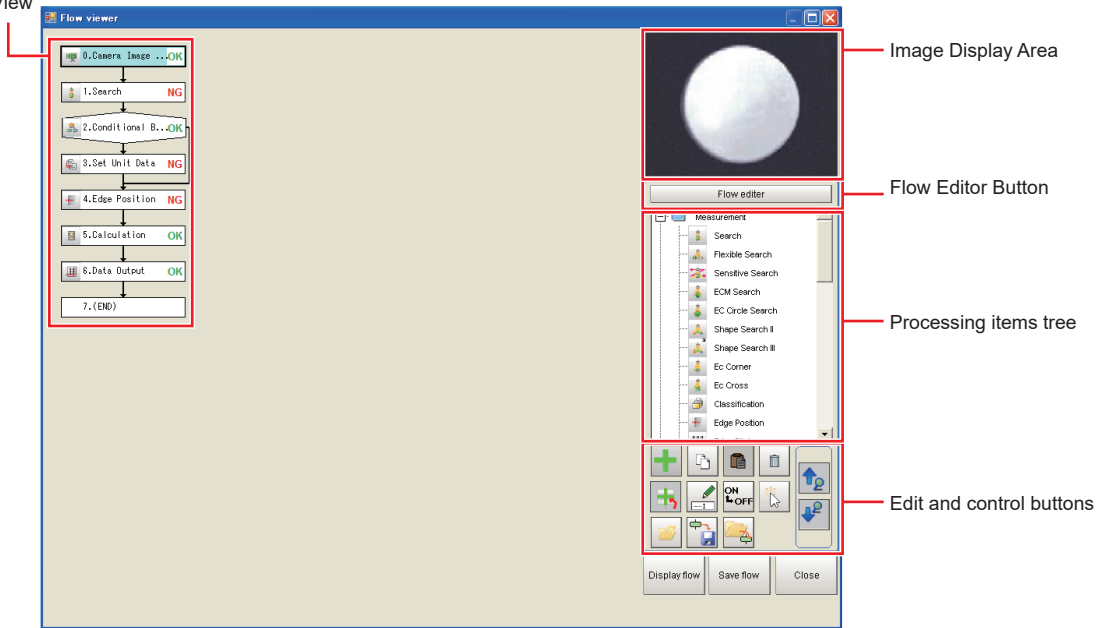 View
Flow viewer
0.Camera Image ...OK
1.Search NG
2.Conditional B...OK
3.Set Unit Data NG
4.Edge Position NG
5.Calculation OK
6.Data Output OK
7.(END)
Image Display Area
Flow editer
Flow Editor Button
Measurement
Search
Flexible Search
Sensitive Search
ECM Search
EC Circle Search
Shape Search II
Shape Search III
Ec Corner
Ec Cross
Classification
Edge Position
Processing items tree
ON
OFF
Edit and control buttons
Display flow
Save flow
Close